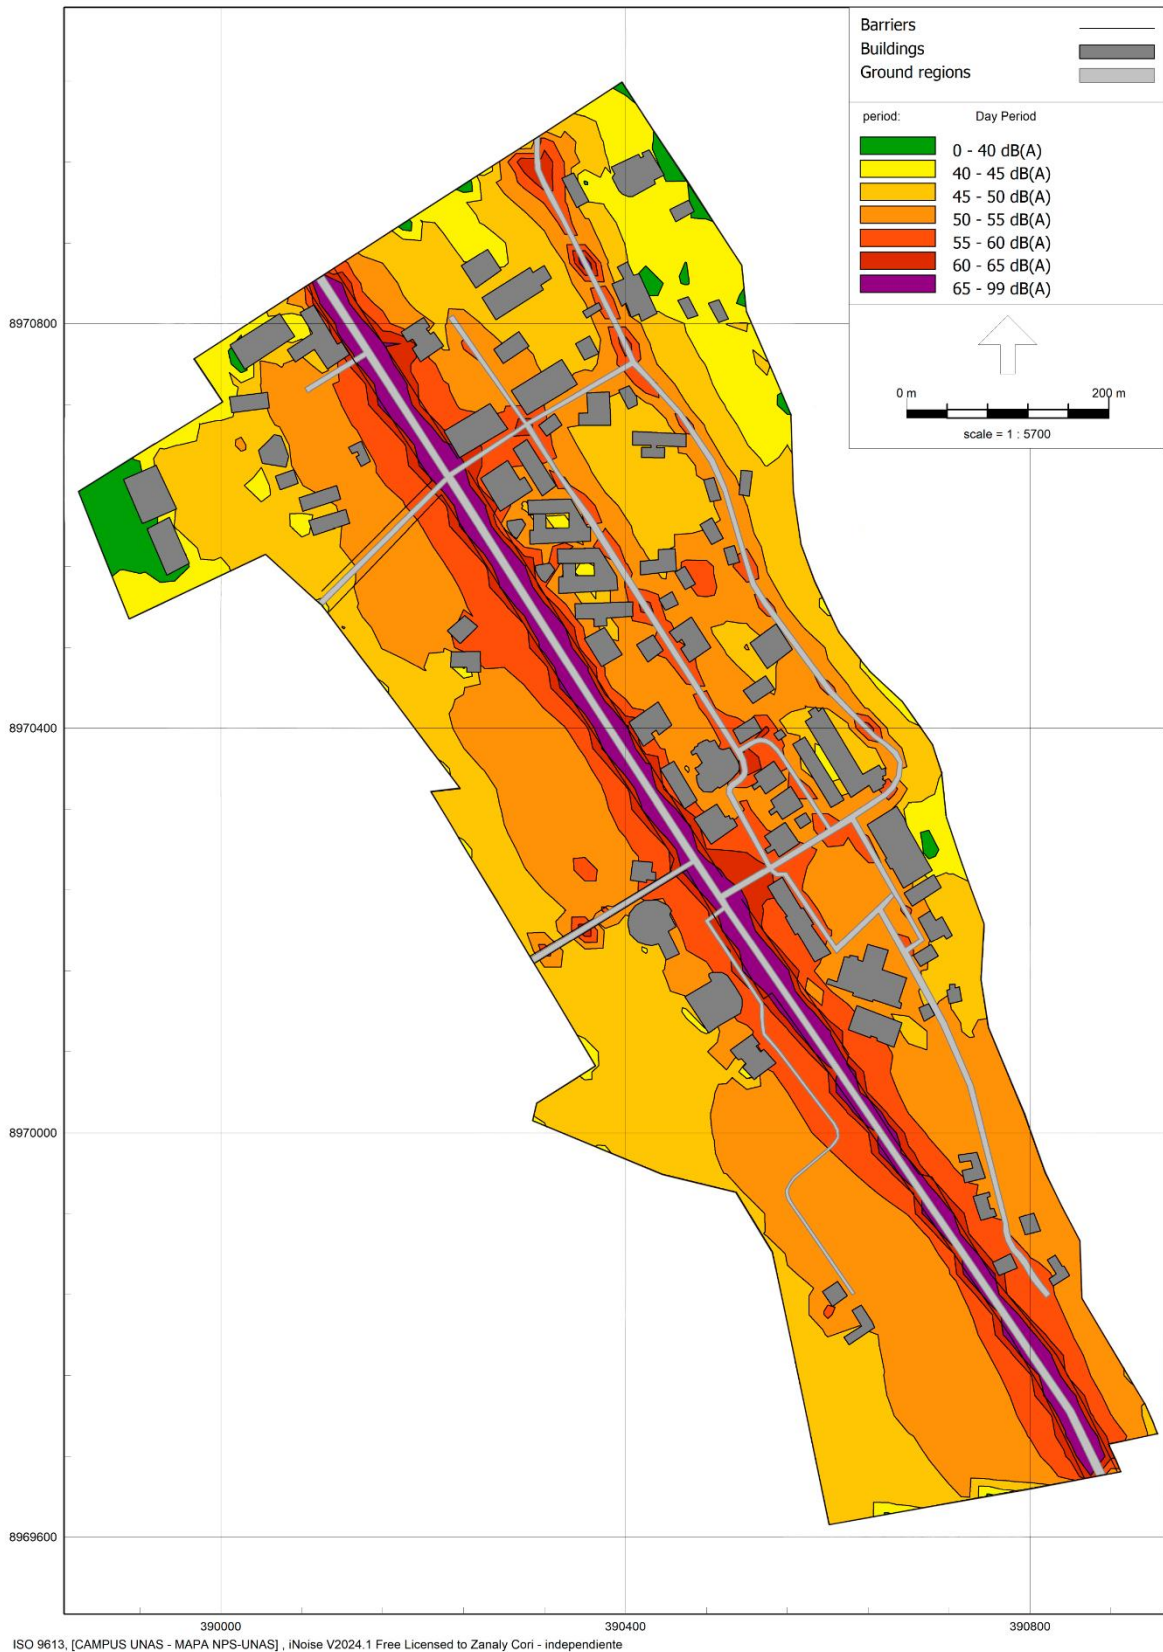 Barriers
Buildings
Ground regions
period: Day Period
0 - 40 dB(A)
40 - 45 dB(A)
45 - 50 dB(A)
50 - 55 dB(A)
55 - 60 dB(A)
60 - 65 dB(A)
65 - 99 dB(A)
0 m 200 m
scale = 1 : 5700
8970800
8970400
8970000
8969600
390000 390400 390800
ISO 9613, [CAMPUS UNAS - MAPA NPS-UNAS] , iNoise V2024.1 Free Licensed to Zanaly Cori - independiente